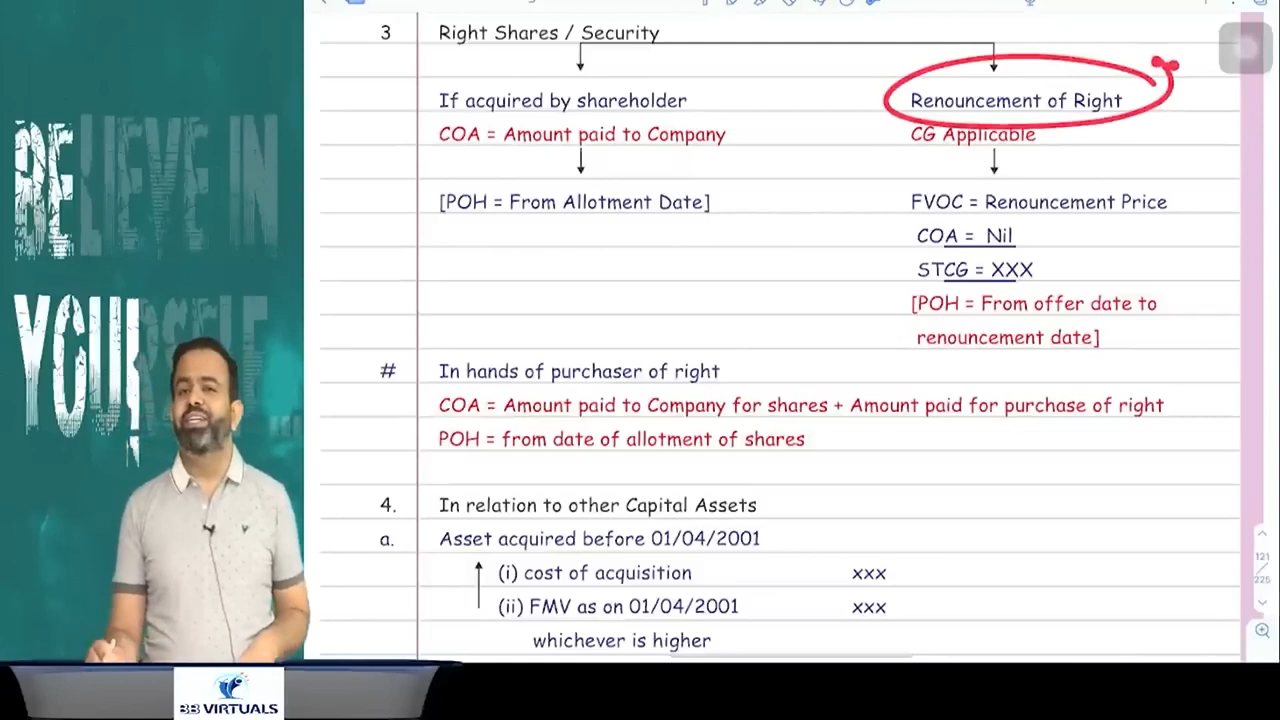 BELIEVE IN
YOURSELF
BB VIRTUALS
3 Right Shares / Security
If acquired by shareholder Renouncement of Right
COA = Amount paid to Company CG Applicable
[POH = From Allotment Date] FVOC = Renouncement Price
COA = Nil
STCG = XXX
[POH = From offer date to
renouncement date]
# In hands of purchaser of right
COA = Amount paid to Company for shares + Amount paid for purchase of right
POH = from date of allotment of shares
4. In relation to other Capital Assets
a. Asset acquired before 01/04/2001
(i) cost of acquisition xxx
(ii) FMV as on 01/04/2001 xxx
whichever is higher
121
225